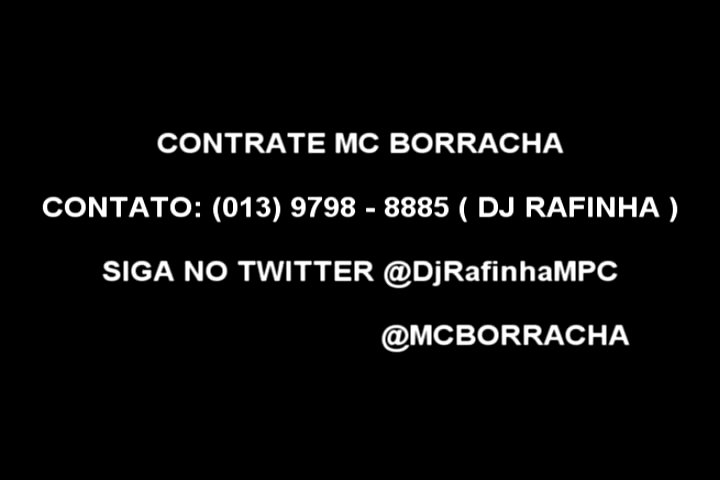 CONTRATE MC BORRACHA
CONTATO: (013) 9798 - 8885 ( DJ RAFINHA )
SIGA NO TWITTER @DjRafinhaMPC
@MCBORRACHA